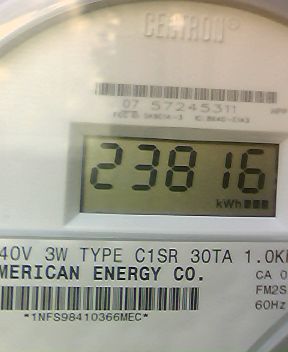 CENTRON®
07 57245311
23816
kWh
40V 3W TYPE C1SR 30TA 1.0K
MERICAN ENERGY CO.
CA 0
FM2S
60Hz
*1NFS98410366MEC*